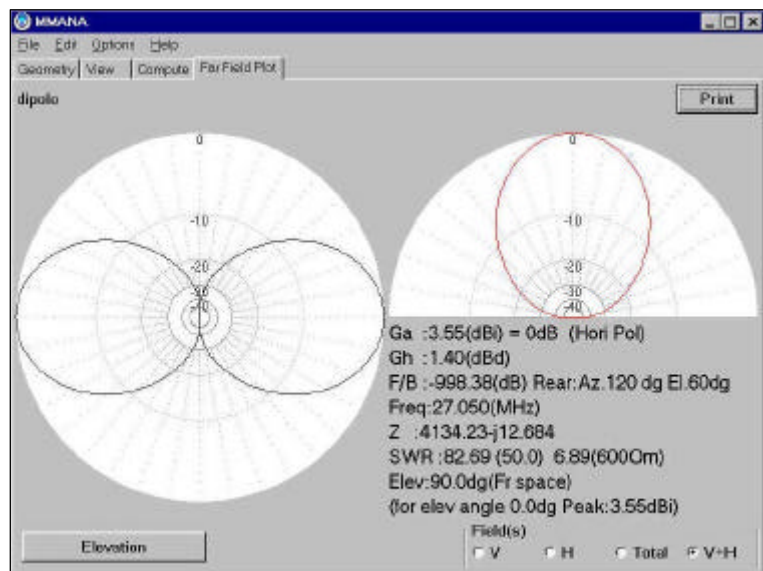 MMANA
File Edit Options Help
Geometry View Compute Far Field Plot
dipolo
Print
0
-10
-20
-30
-40
0
-10
-20
-30
-40
Ga :3.55(dBi) = 0dB (Hori Pol)
Gh :1.40(dBd)
F/B :-998.38(dB) Rear:Az.120 dg El.60dg
Freq:27.050(MHz)
Z :4134.23-j12.684
SWR :82.69 (50.0) 6.89(600Om)
Elev:90.0dg(Fr space)
(for elev angle 0.0dg Peak:3.55dBi)
Elevation
Field(s)
V H Total V+H